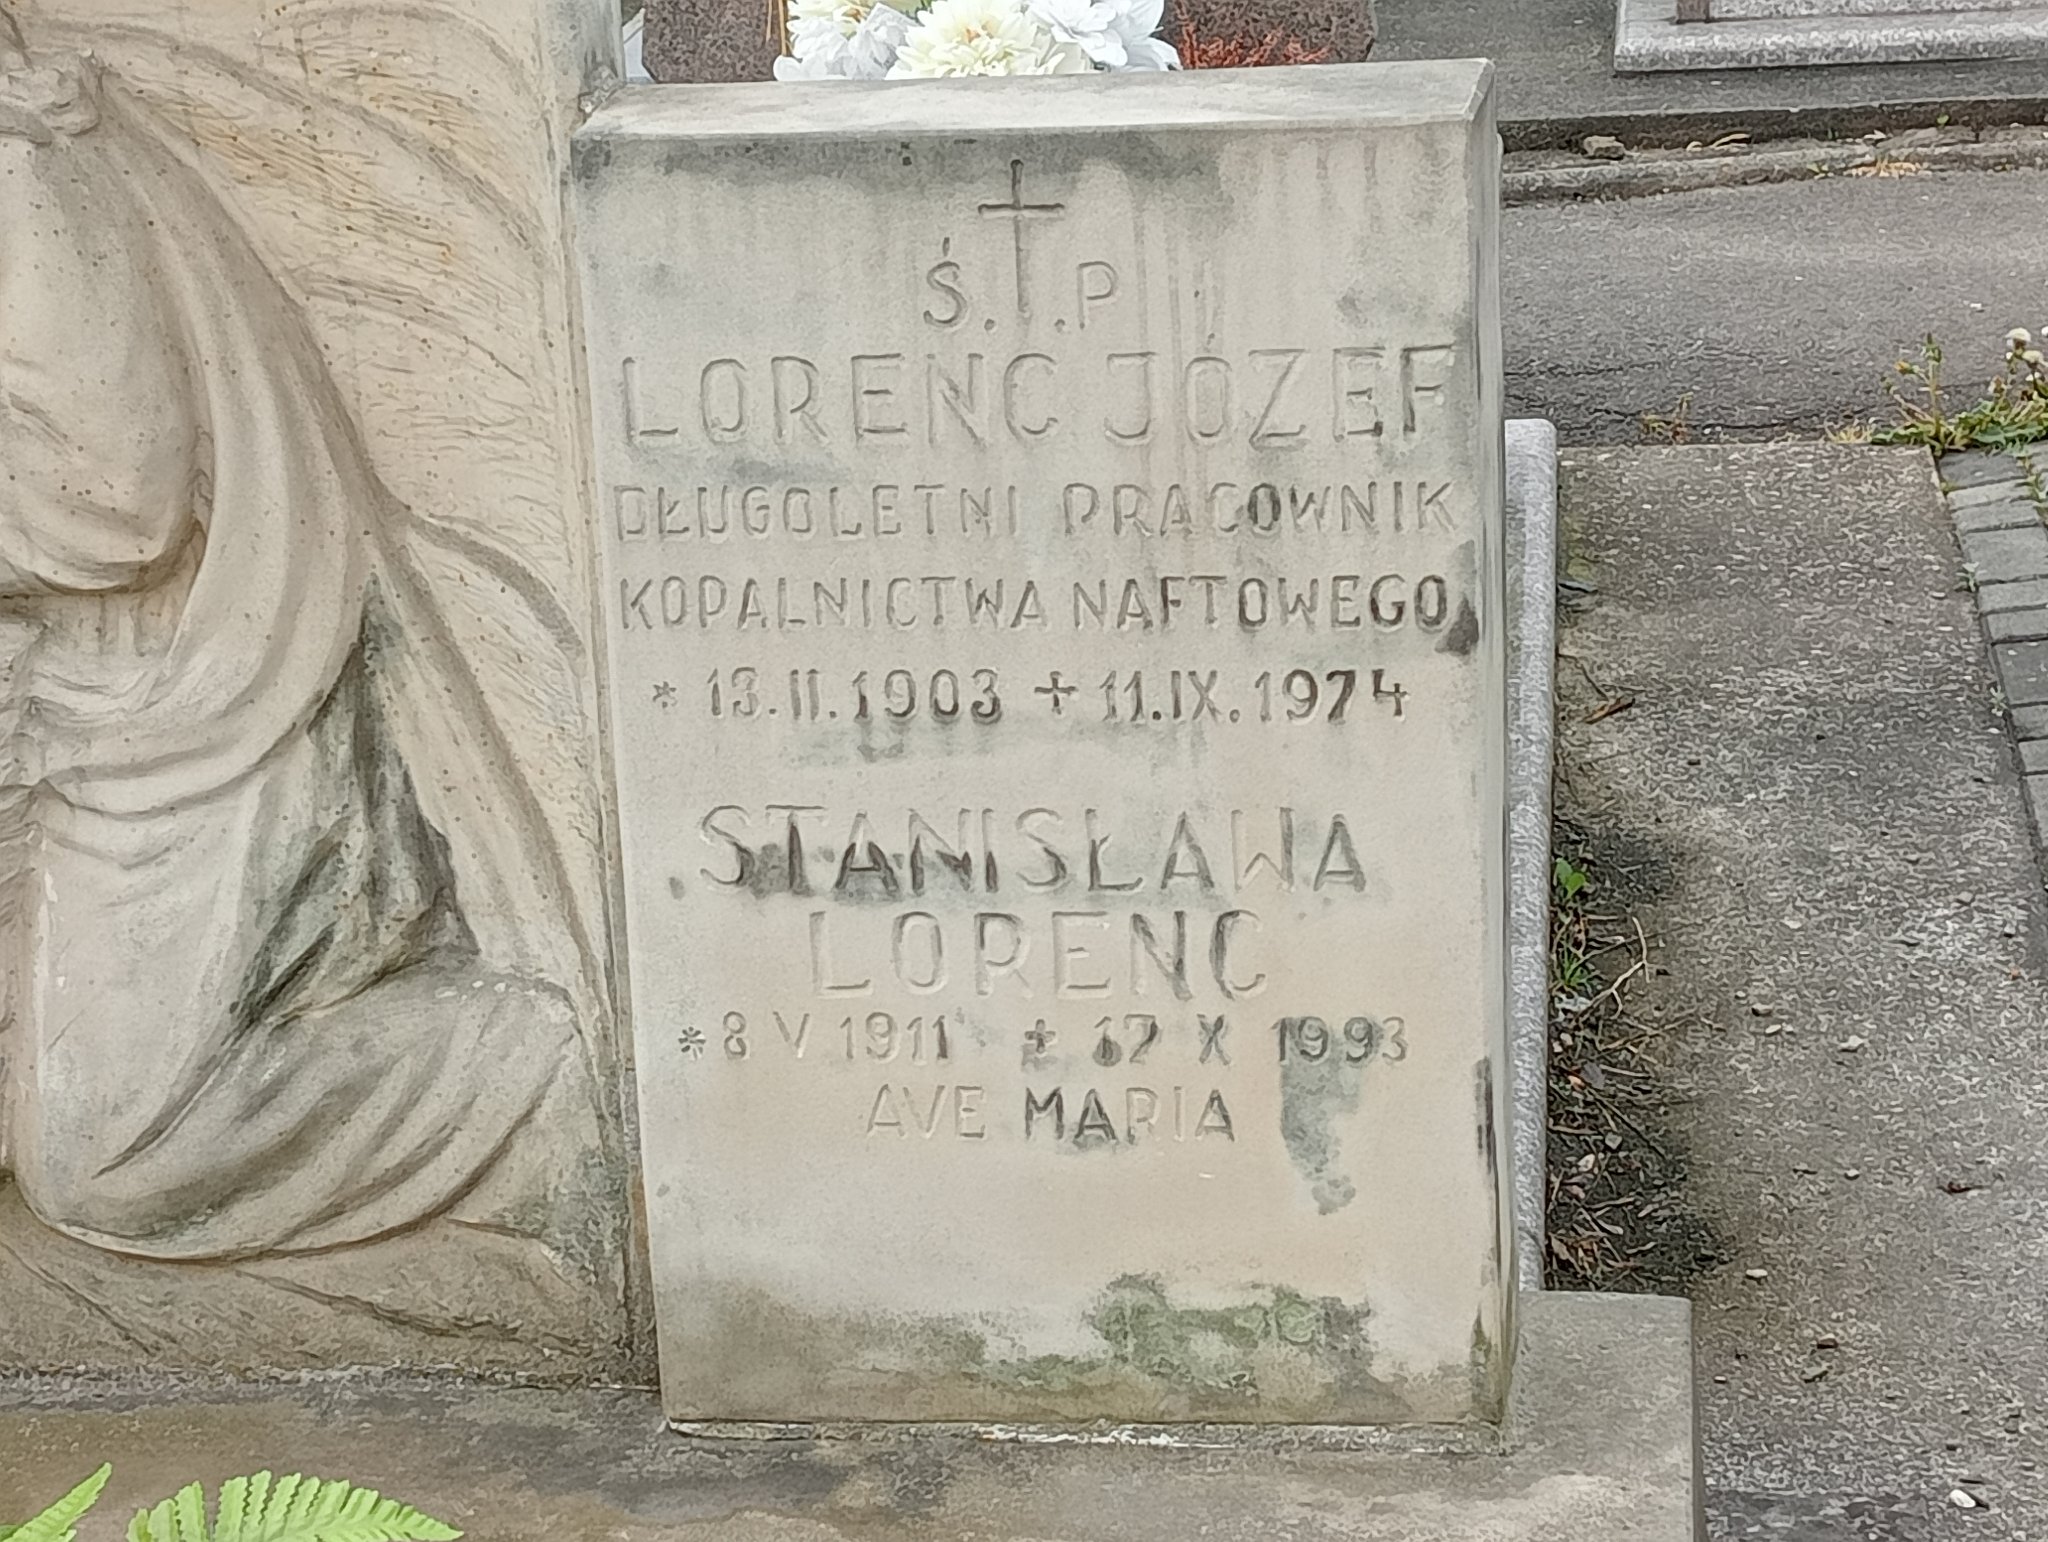 Ś.†.P
LORENC JÓZEF
DŁUGOLETNI PRACOWNIK
KOPALNICTWA NAFTOWEGO
* 13.II.1903 + 11.IX.1974
STANISŁAWA
LORENC
* 8 V 1911 + 17 X 1993
AVE MARIA